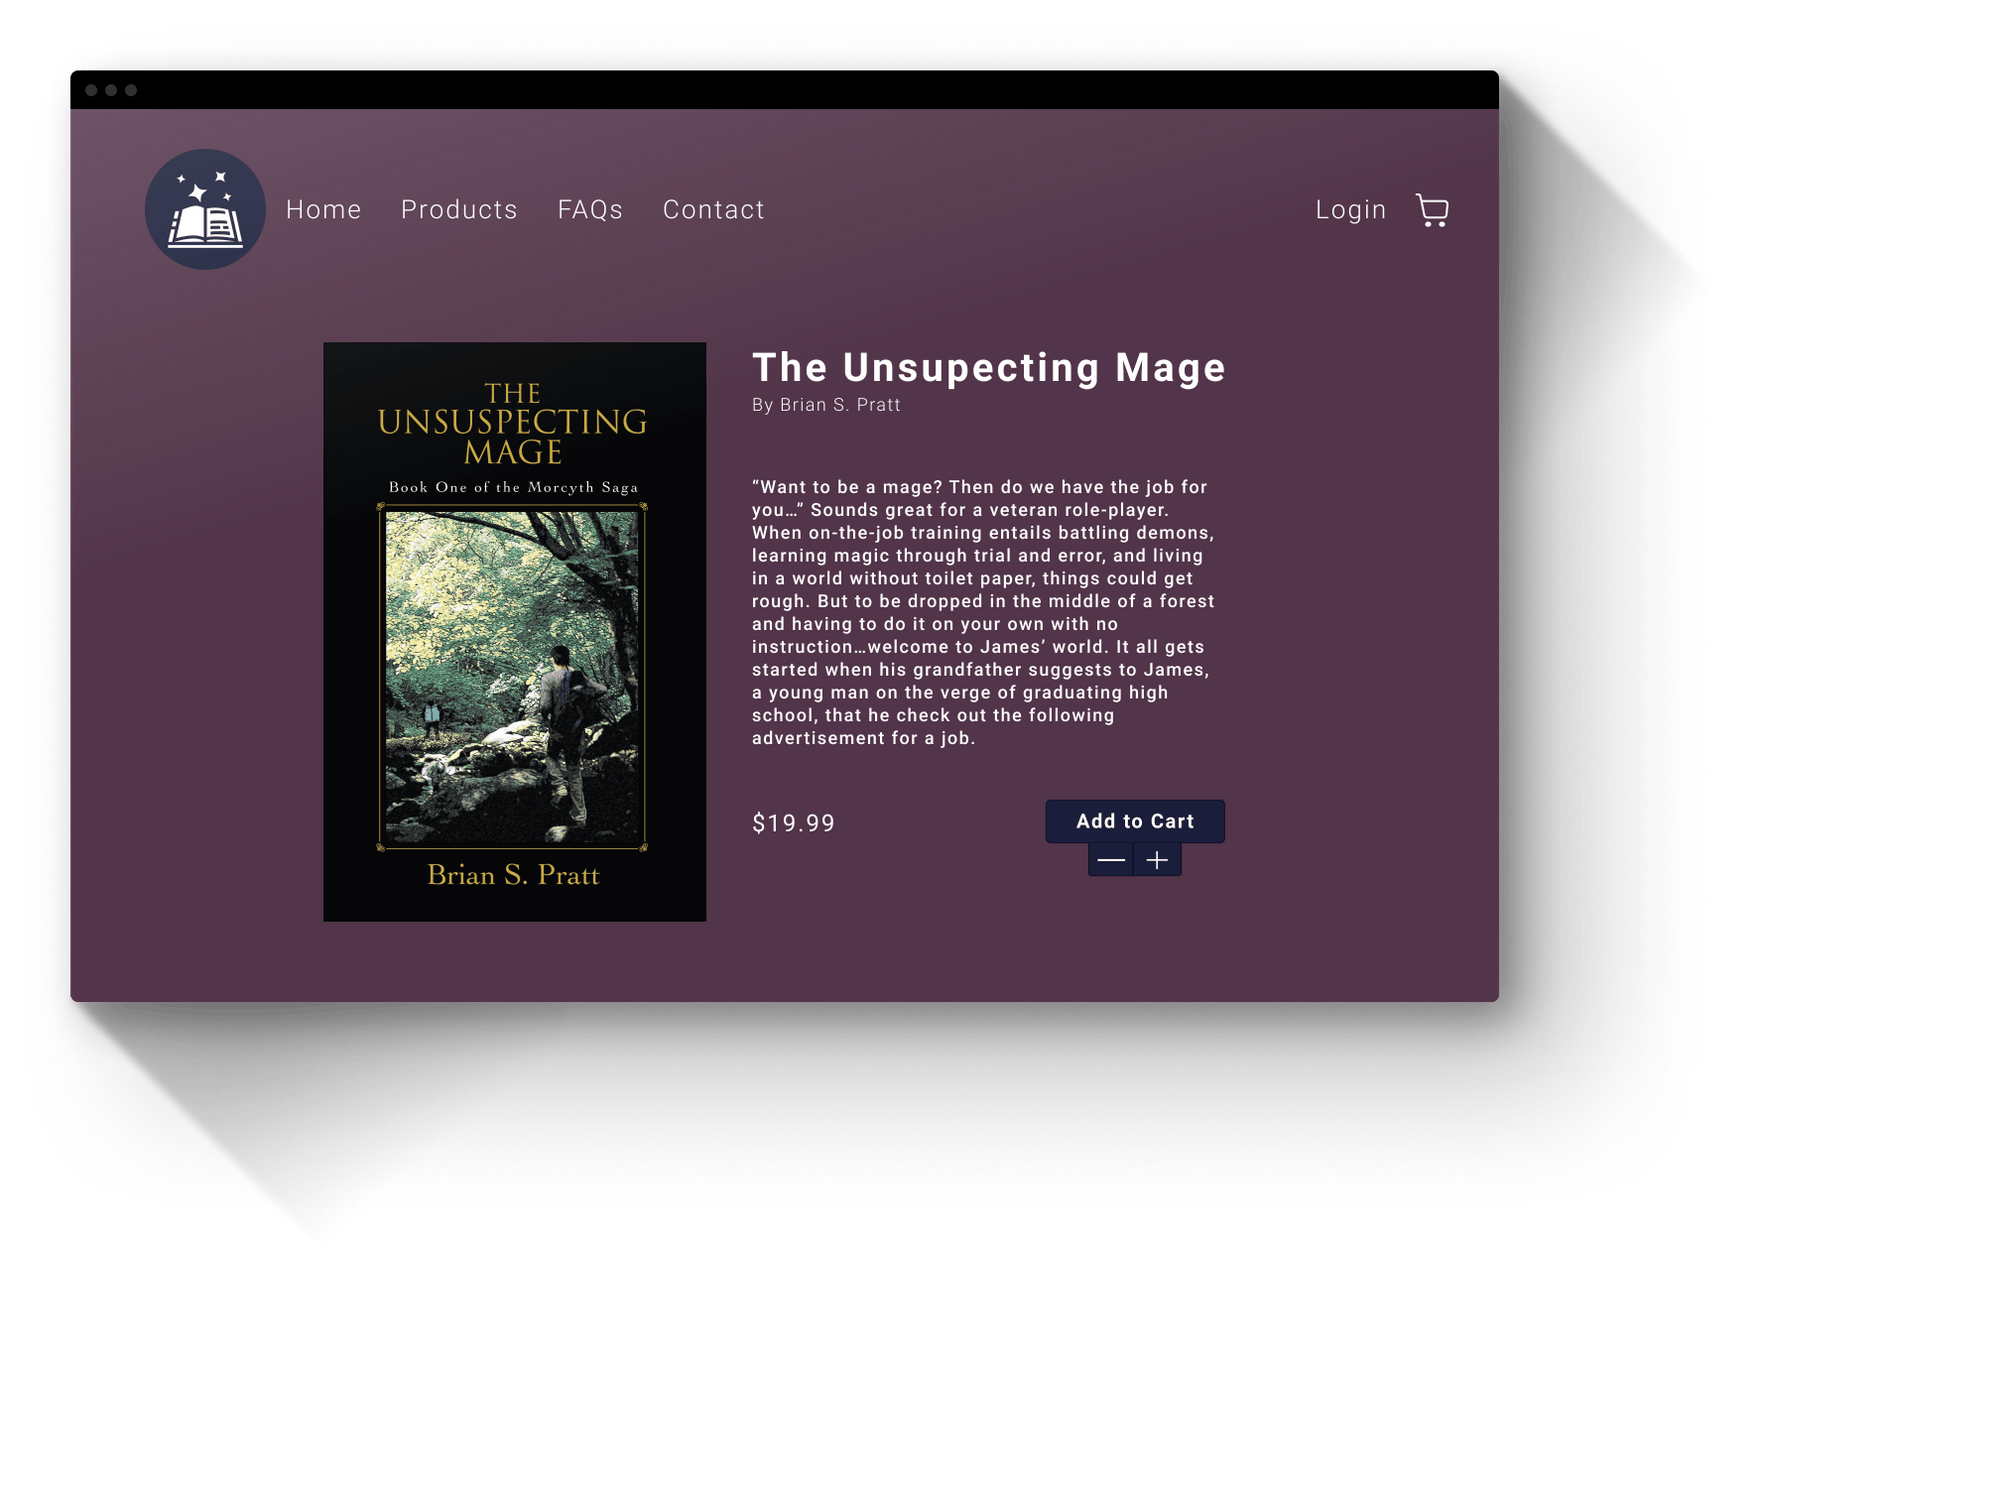 Home Products FAQs Contact Login
THE
UNSUSPECTING
MAGE
Book One of the Morcyth Saga
Brian S. Pratt
The Unsupecting Mage
By Brian S. Pratt
“Want to be a mage? Then do we have the job for
you…” Sounds great for a veteran role-player.
When on-the-job training entails battling demons,
learning magic through trial and error, and living
in a world without toilet paper, things could get
rough. But to be dropped in the middle of a forest
and having to do it on your own with no
instruction…welcome to James’ world. It all gets
started when his grandfather suggests to James,
a young man on the verge of graduating high
school, that he check out the following
advertisement for a job.
$19.99
Add to Cart
— +